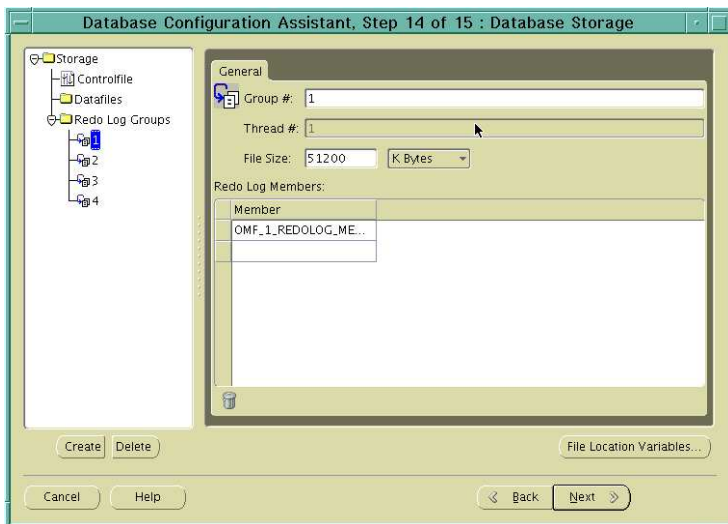 Database Configuration Assistant, Step 14 of 15 : Database Storage
Storage
Controlfile
Datafiles
Redo Log Groups
1
2
3
4
General
Group #: 1
Thread #: 1
File Size: 51200 K Bytes
Redo Log Members:
Member
OMF_1_REDOLOG_ME...
Create Delete
File Location Variables...
Cancel Help Back Next